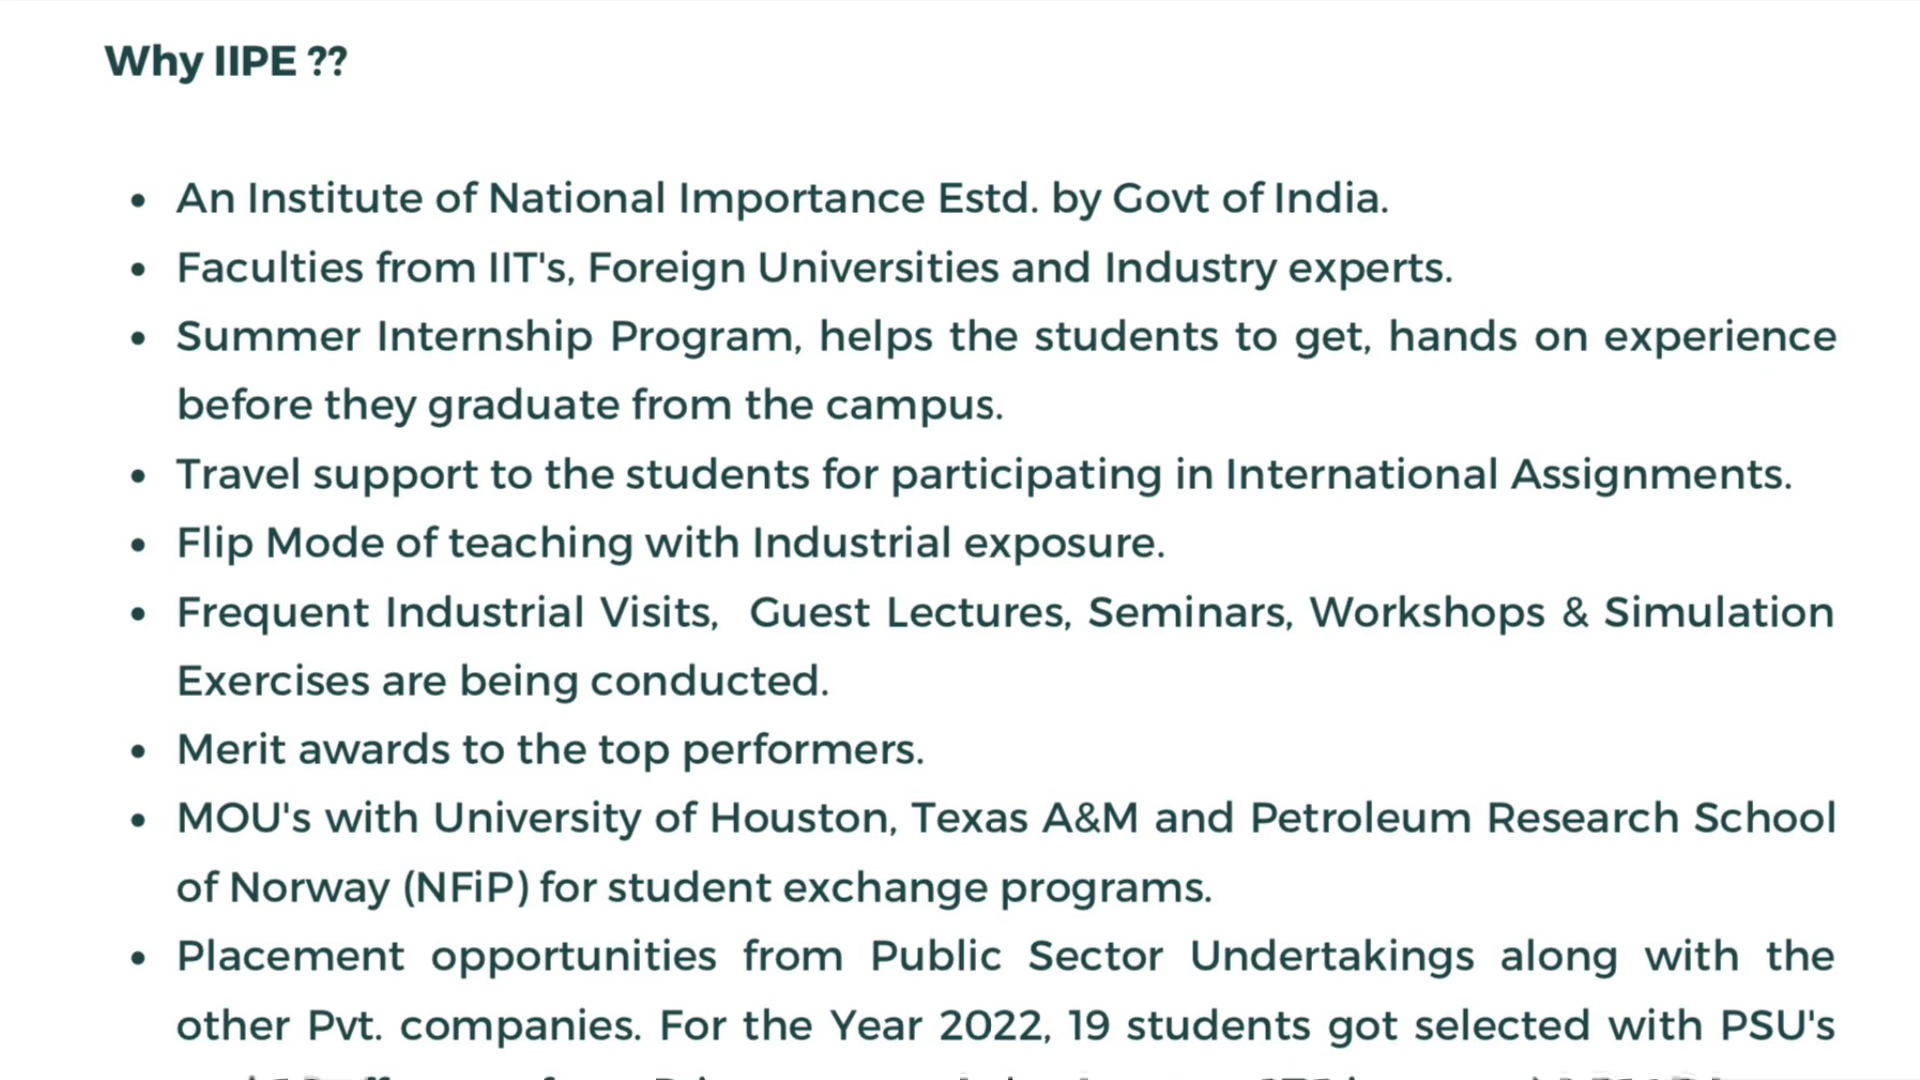 Why IIPE ??
• An Institute of National Importance Estd. by Govt of India.
• Faculties from IIT's, Foreign Universities and Industry experts.
• Summer Internship Program, helps the students to get, hands on experience
before they graduate from the campus.
• Travel support to the students for participating in International Assignments.
• Flip Mode of teaching with Industrial exposure.
• Frequent Industrial Visits,  Guest Lectures, Seminars, Workshops & Simulation
Exercises are being conducted.
• Merit awards to the top performers.
• MOU's with University of Houston, Texas A&M and Petroleum Research School
of Norway (NFiP) for student exchange programs.
• Placement opportunities from Public Sector Undertakings along with the
other Pvt. companies. For the Year 2022, 19 students got selected with PSU's